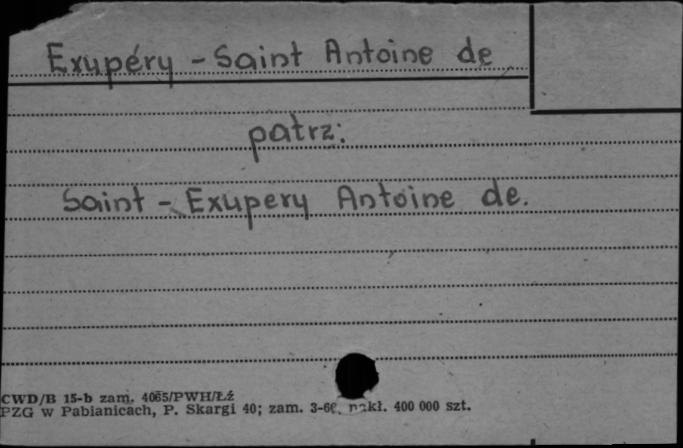 Exupéry - Saint Antoine de
patrz:
Saint - Exupery Antoine de.
CWD/B 15-b zam. 4065/PWH/Łź
PZG w Pabianicach, P. Skargi 40; zam. 3-66. nakł. 400 000 szt.